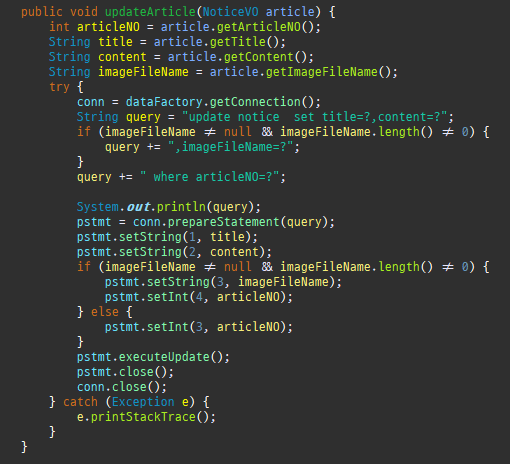 public void updateArticle(NoticeVO article) {
    int articleNO = article.getArticleNO();
    String title = article.getTitle();
    String content = article.getContent();
    String imageFileName = article.getImageFileName();
    try {
        conn = dataFactory.getConnection();
        String query = "update notice  set title=?,content=?";
        if (imageFileName ≠ null && imageFileName.length() ≠ 0) {
            query += ",imageFileName=?";
        }
        query += " where articleNO=?";

        System.out.println(query);
        pstmt = conn.prepareStatement(query);
        pstmt.setString(1, title);
        pstmt.setString(2, content);
        if (imageFileName ≠ null && imageFileName.length() ≠ 0) {
            pstmt.setString(3, imageFileName);
            pstmt.setInt(4, articleNO);
        } else {
            pstmt.setInt(3, articleNO);
        }
        pstmt.executeUpdate();
        pstmt.close();
        conn.close();
    } catch (Exception e) {
        e.printStackTrace();
    }
}